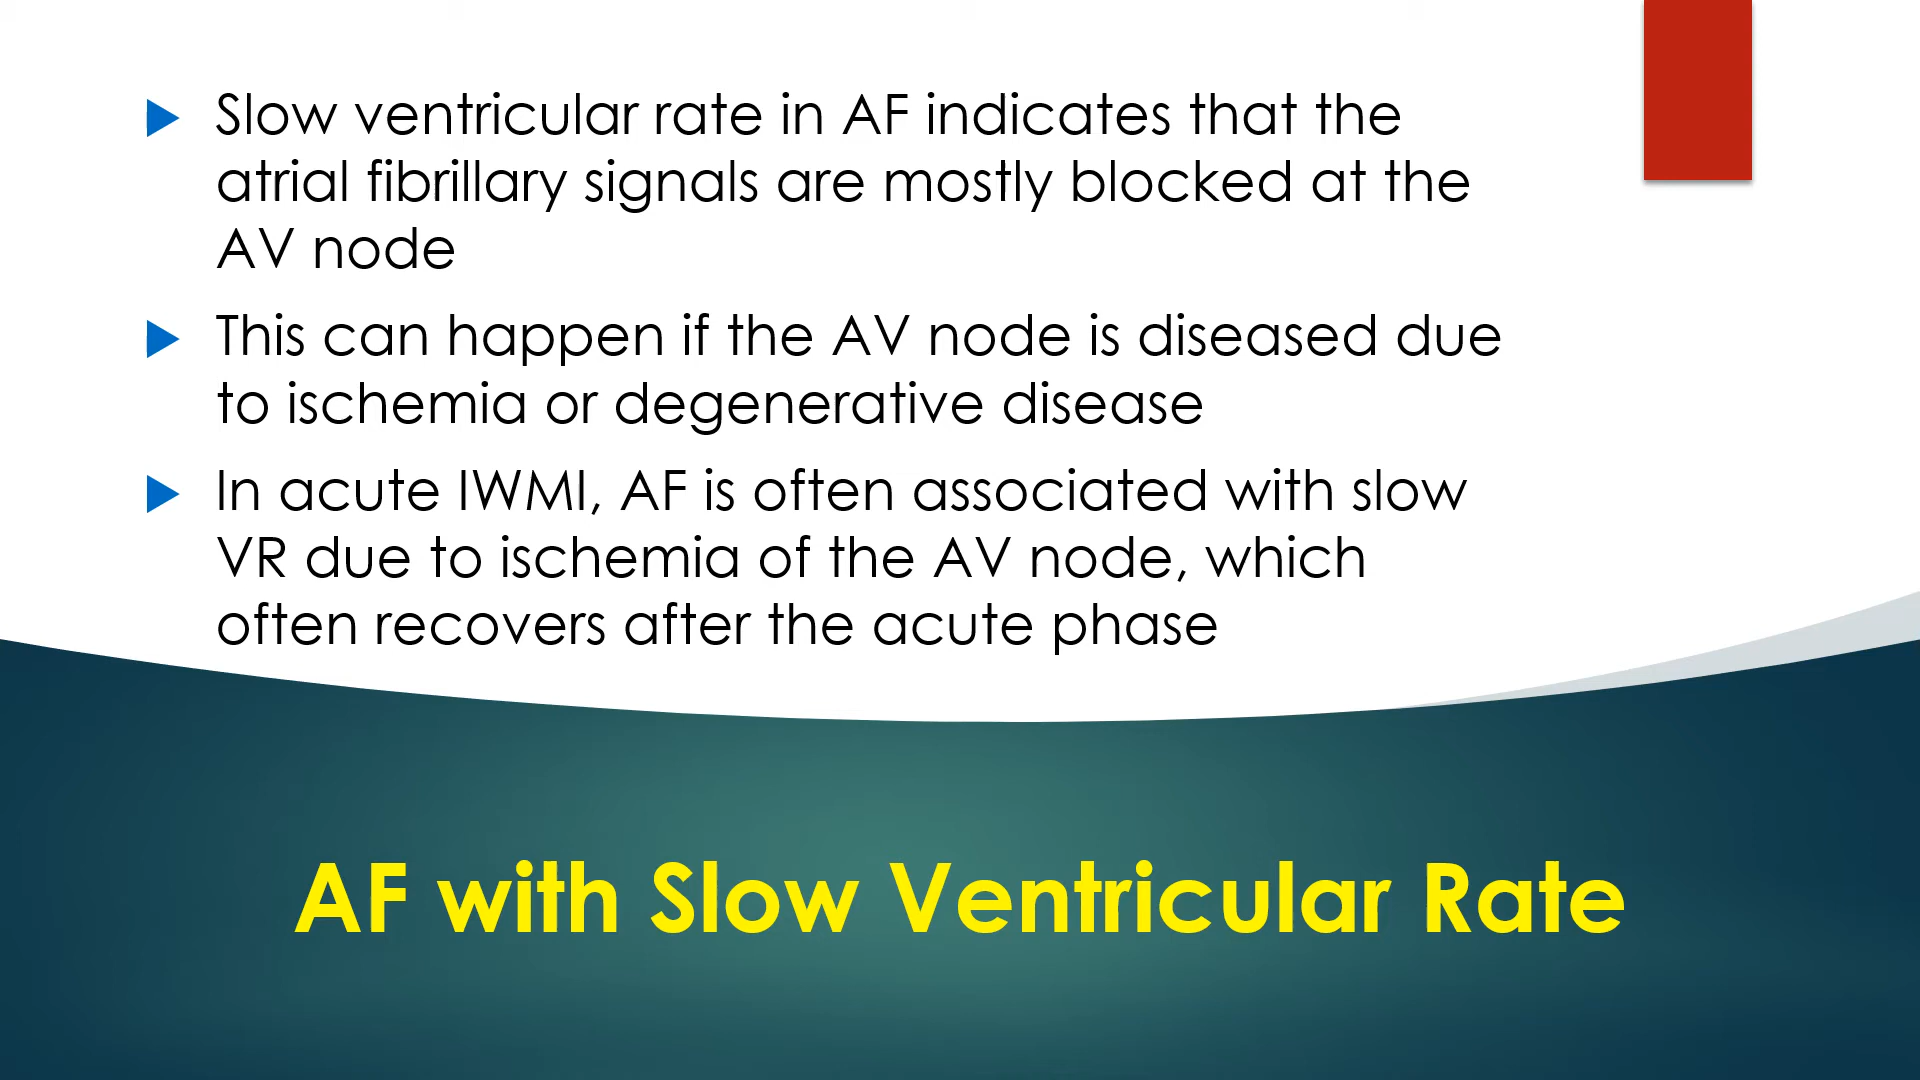 Slow ventricular rate in AF indicates that the
atrial fibrillary signals are mostly blocked at the
AV node
This can happen if the AV node is diseased due
to ischemia or degenerative disease
In acute IWMI, AF is often associated with slow
VR due to ischemia of the AV node, which
often recovers after the acute phase
AF with Slow Ventricular Rate